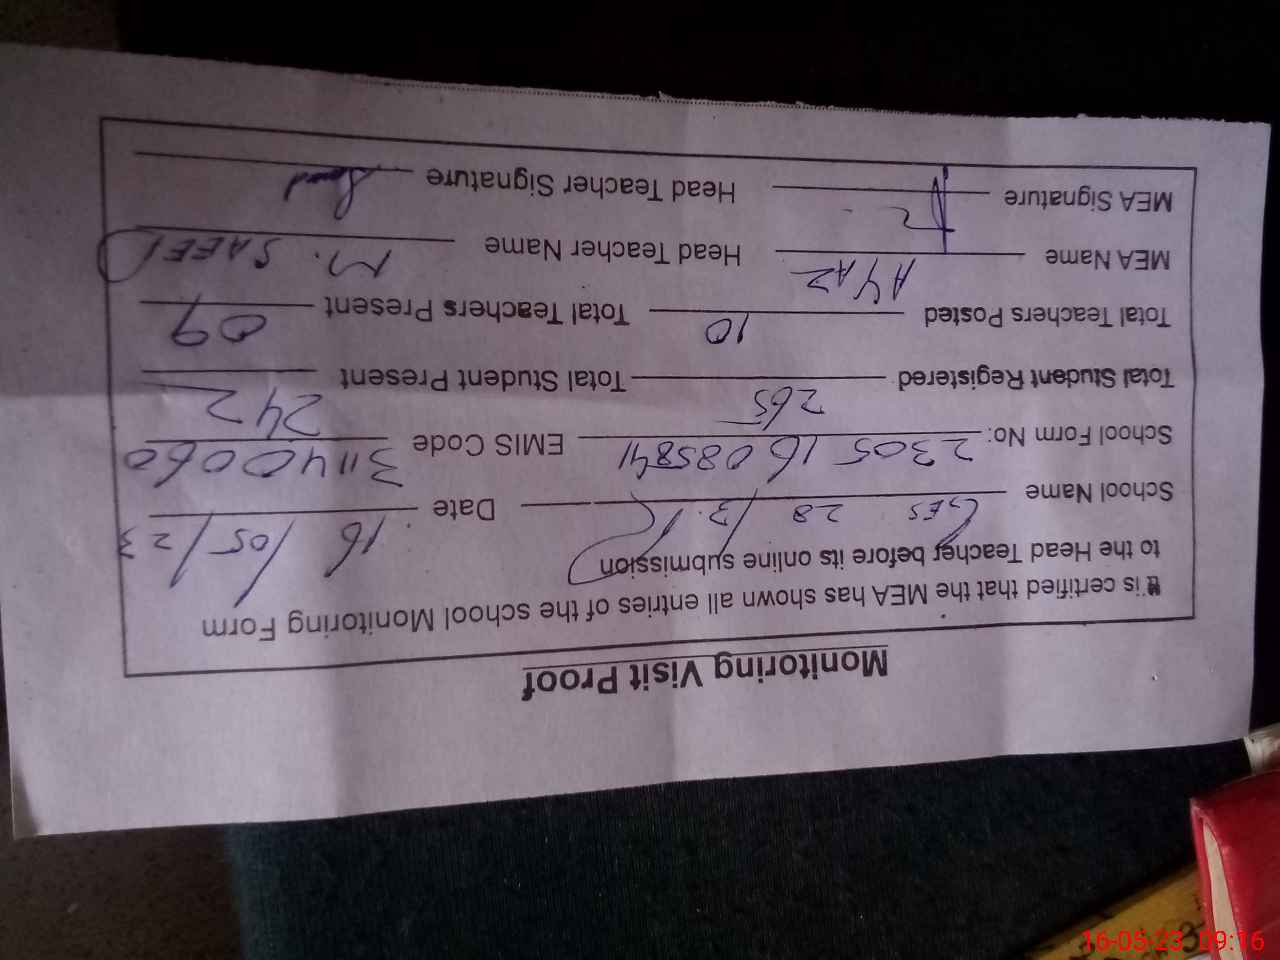 Monitoring Visit Proof
It is certified that the MEA has shown all entries of the school Monitoring Form
to the Head Teacher before its online submission
School Name GES 28/3.R Date 16/05/23
School Form No: 2305 16 085841 EMIS Code 31140060
Total Student Registered 265 Total Student Present 242
Total Teachers Posted 10 Total Teachers Present 09
MEA Name AYAZ Head Teacher Name M. SAEED
MEA Signature Head Teacher Signature
16-05-23 09:16